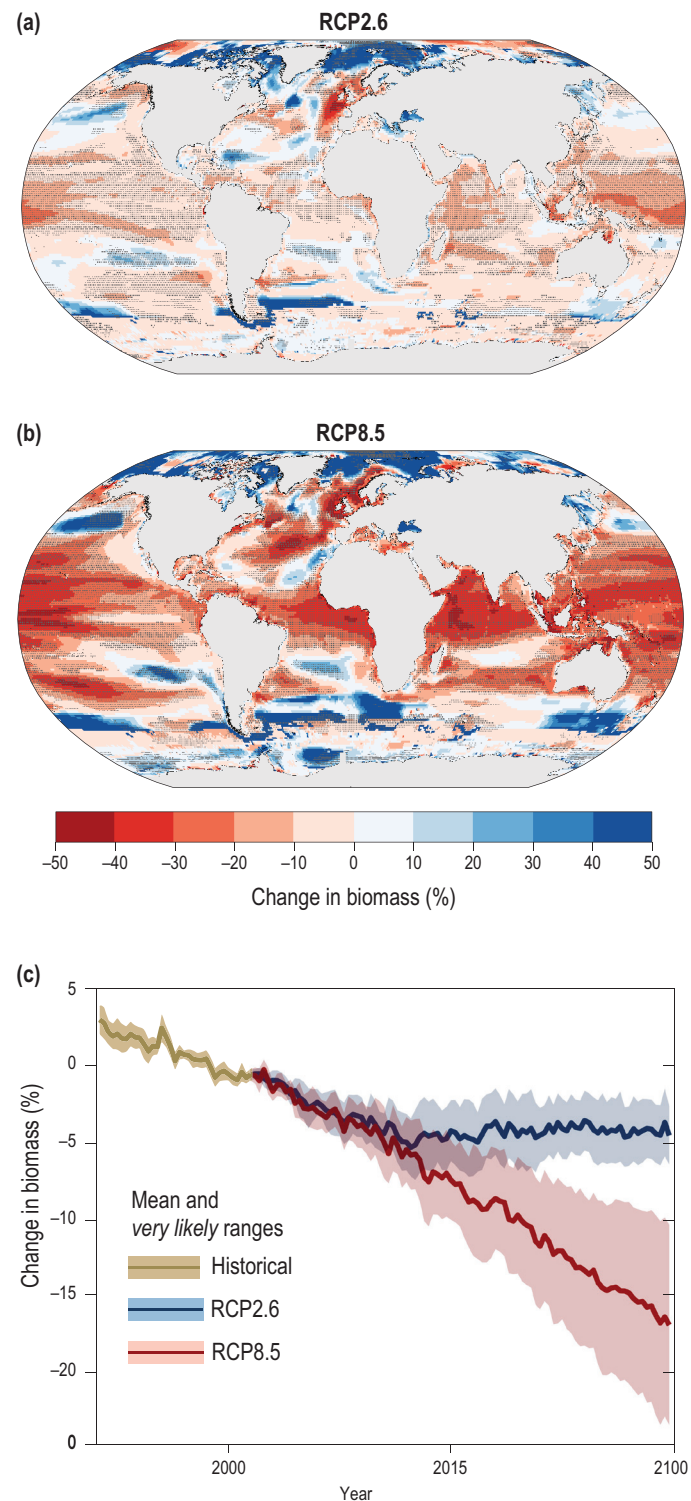 (a)
RCP2.6
(b)
RCP8.5
–50 –40 –30 –20 –10 0 10 20 30 40 50
Change in biomass (%)
(c)
5
0
–5
–10
–15
–20
0
Change in biomass (%)
Mean and
very likely ranges
Historical
RCP2.6
RCP8.5
2000 2015 2100
Year